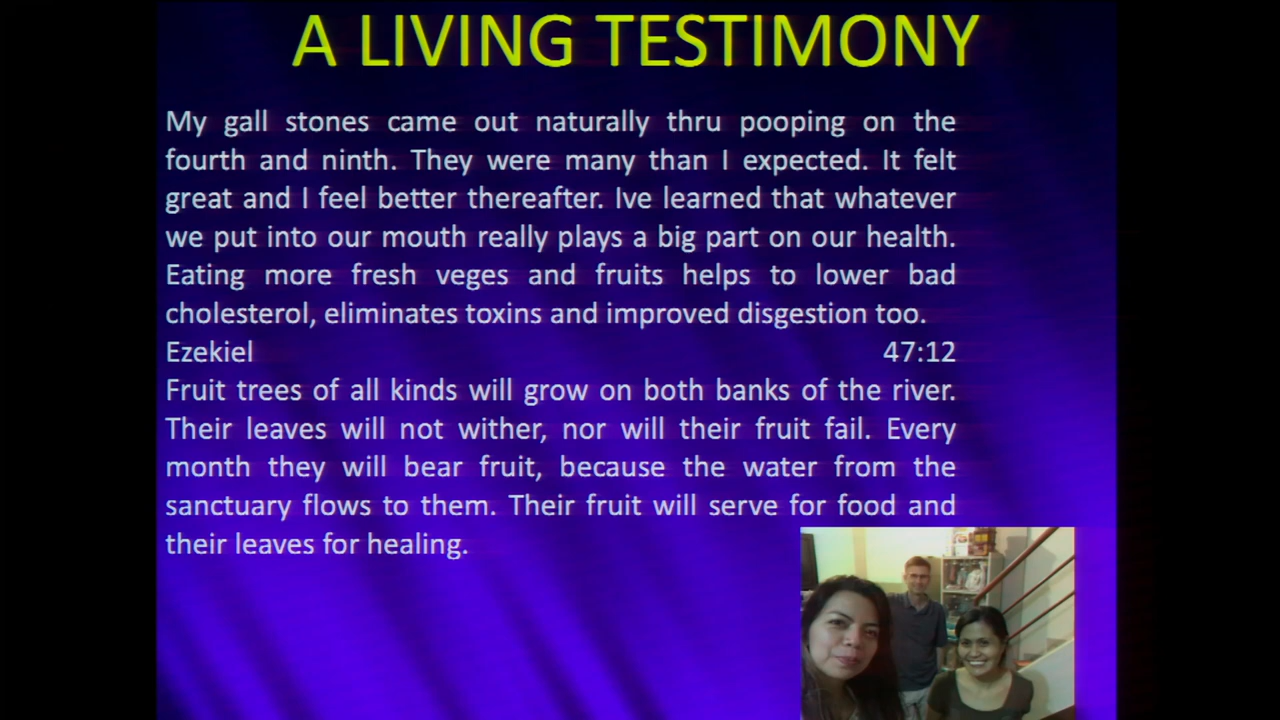 A LIVING TESTIMONY
My gall stones came out naturally thru pooping on the
fourth and ninth. They were many than I expected. It felt
great and I feel better thereafter. Ive learned that whatever
we put into our mouth really plays a big part on our health.
Eating more fresh veges and fruits helps to lower bad
cholesterol, eliminates toxins and improved disgestion too.
Ezekiel 47:12
Fruit trees of all kinds will grow on both banks of the river.
Their leaves will not wither, nor will their fruit fail. Every
month they will bear fruit, because the water from the
sanctuary flows to them. Their fruit will serve for food and
their leaves for healing.